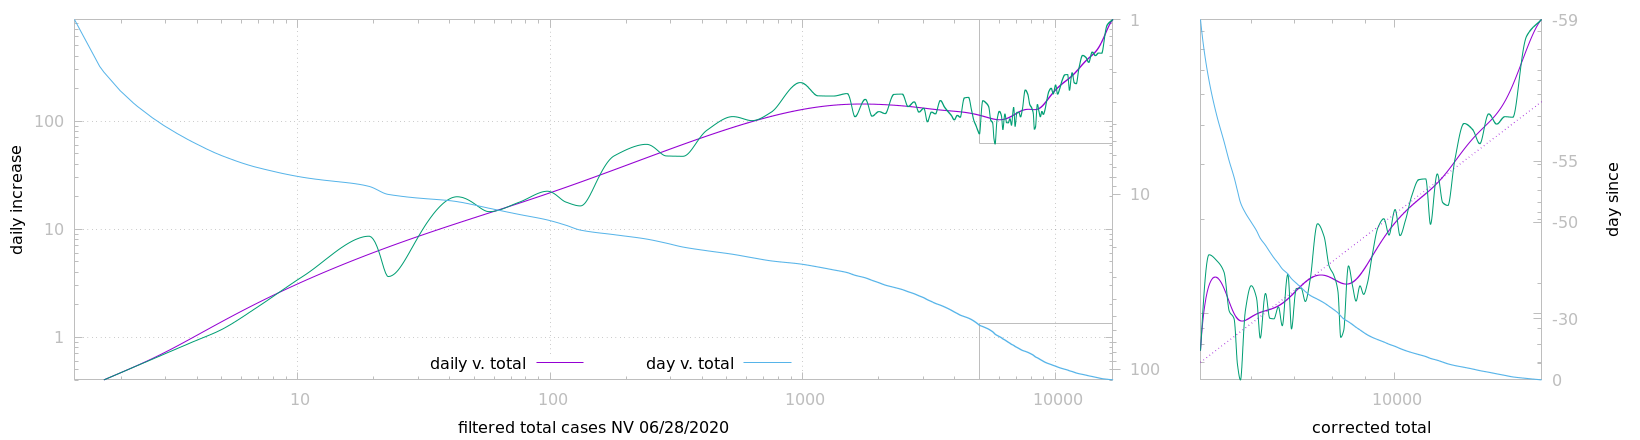 daily increase
100
10
1
daily v. total
day v. total
10
100
1000
10000
1
10
100
filtered total cases NV 06/28/2020
10000
corrected total
-59
-55
-50
-30
0
day since